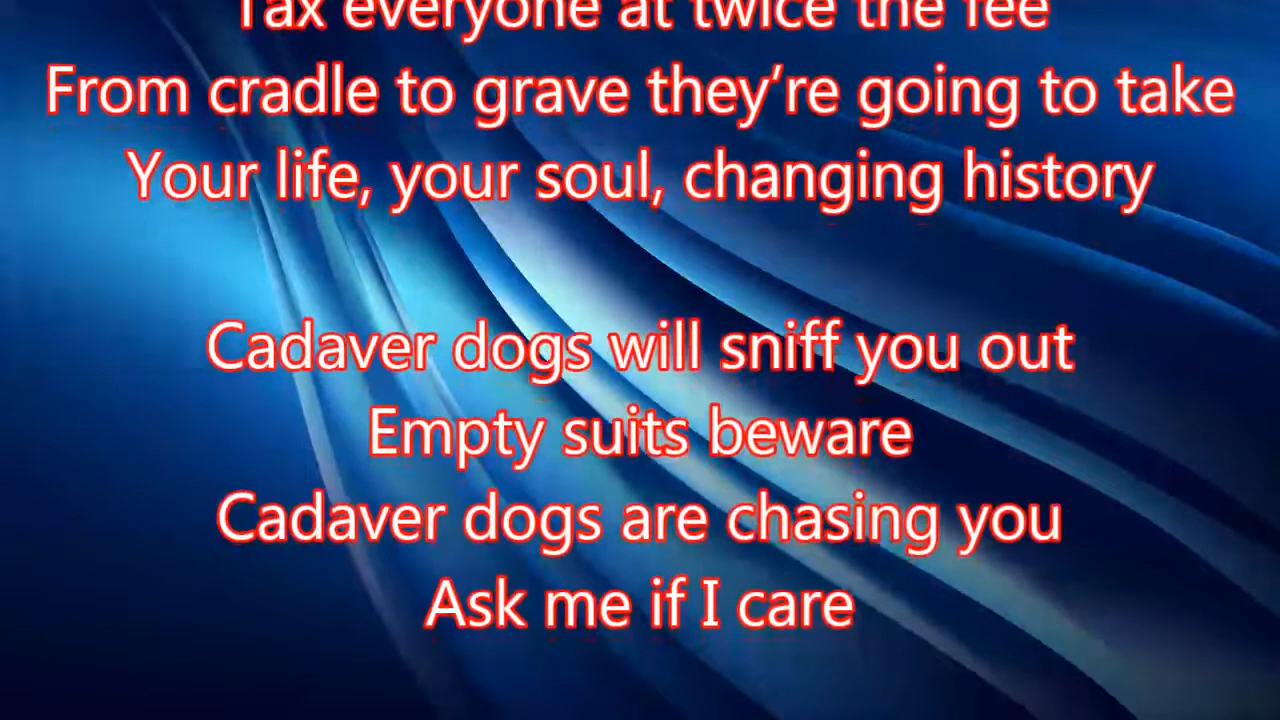 Tax everyone at twice the fee
From cradle to grave they’re going to take
Your life, your soul, changing history
Cadaver dogs will sniff you out
Empty suits beware
Cadaver dogs are chasing you
Ask me if I care